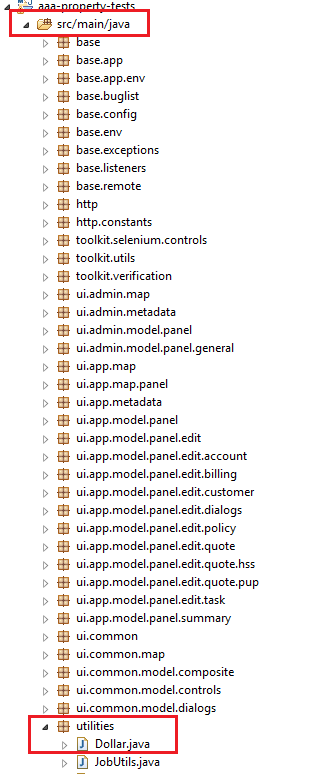 aaa-property-tests
src/main/java
base
base.app
base.app.env
base.buglist
base.config
base.env
base.exceptions
base.listeners
base.remote
http
http.constants
toolkit.selenium.controls
toolkit.utils
toolkit.verification
ui.admin.map
ui.admin.metadata
ui.admin.model.panel
ui.admin.model.panel.general
ui.app.map
ui.app.map.panel
ui.app.metadata
ui.app.model.panel
ui.app.model.panel.edit
ui.app.model.panel.edit.account
ui.app.model.panel.edit.billing
ui.app.model.panel.edit.customer
ui.app.model.panel.edit.dialogs
ui.app.model.panel.edit.policy
ui.app.model.panel.edit.quote
ui.app.model.panel.edit.quote.hss
ui.app.model.panel.edit.quote.pup
ui.app.model.panel.edit.task
ui.app.model.panel.summary
ui.common
ui.common.map
ui.common.model.composite
ui.common.model.controls
ui.common.model.dialogs
utilities
Dollar.java
JobUtils.java